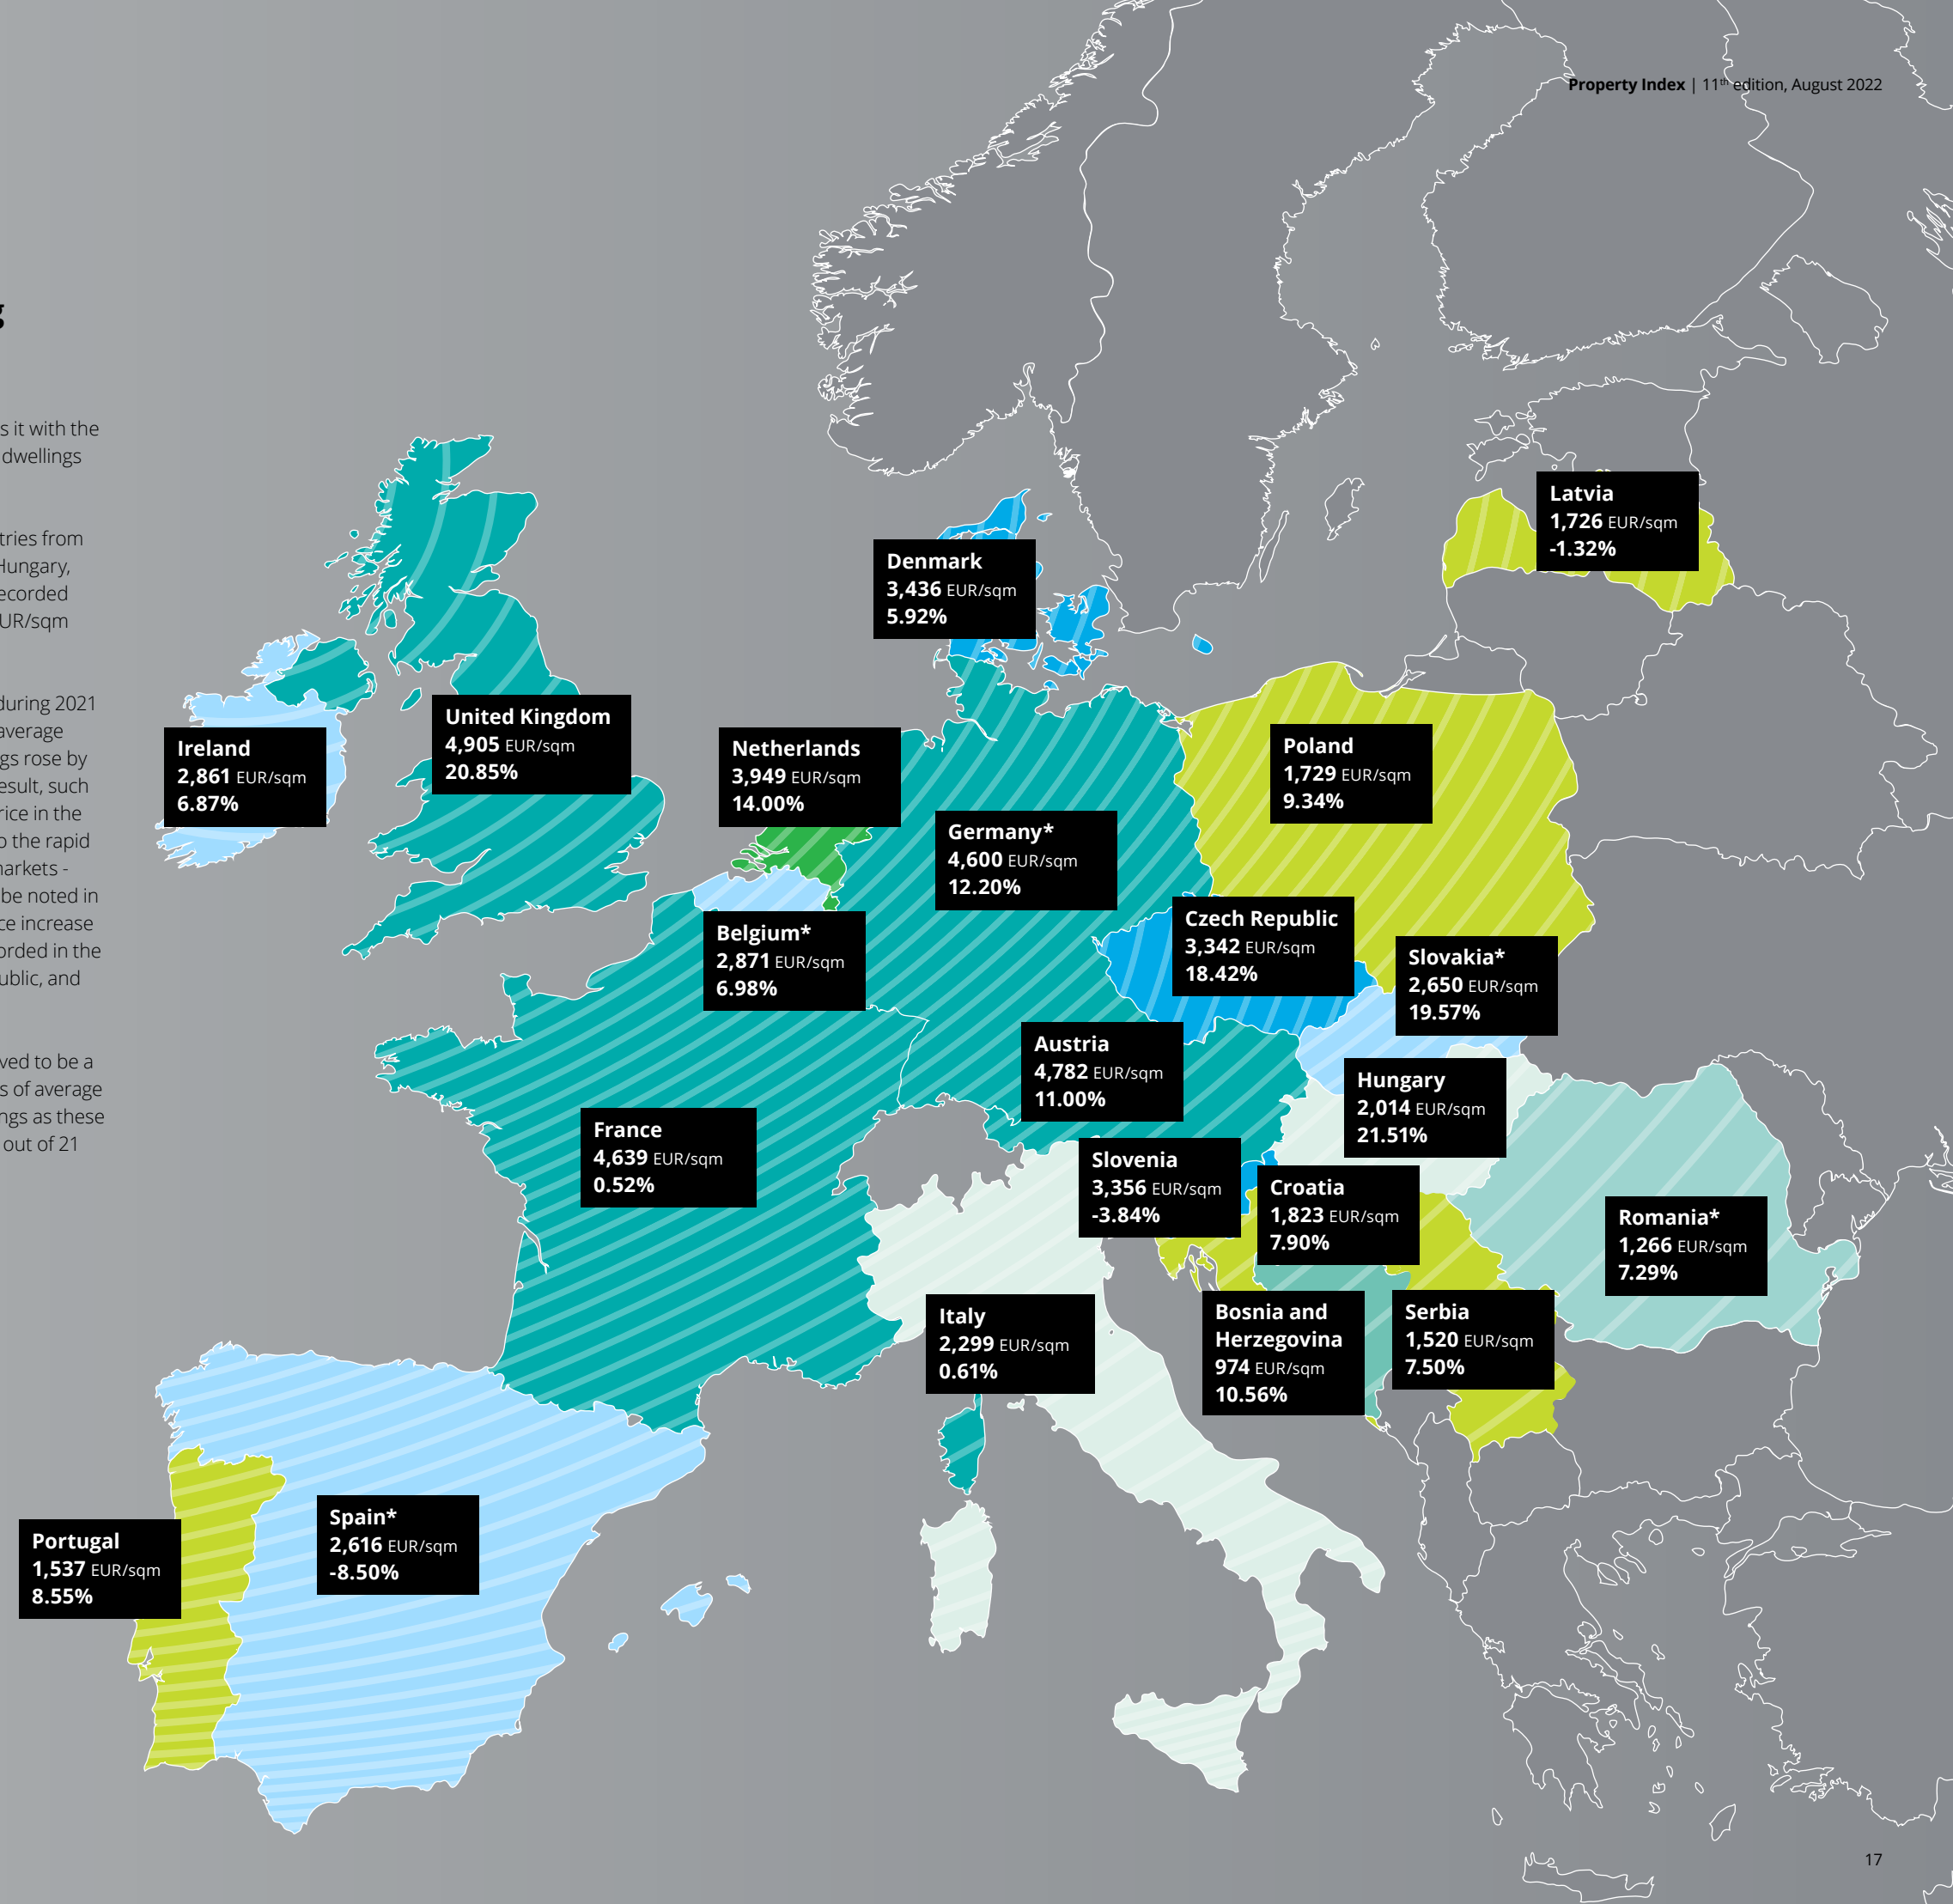 Property Index | 11th edition, August 2022
g
s it with the
dwellings
tries from
Hungary,
ecorded
UR/sqm
during 2021
average
gs rose by
esult, such
rice in the
o the rapid
arkets -
be noted in
ce increase
orded in the
ublic, and
ved to be a
s of average
ngs as these
out of 21
Latvia
1,726 EUR/sqm
-1.32%
Denmark
3,436 EUR/sqm
5.92%
United Kingdom
4,905 EUR/sqm
20.85%
Ireland
2,861 EUR/sqm
6.87%
Netherlands
3,949 EUR/sqm
14.00%
Poland
1,729 EUR/sqm
9.34%
Germany*
4,600 EUR/sqm
12.20%
Belgium*
2,871 EUR/sqm
6.98%
Czech Republic
3,342 EUR/sqm
18.42%
Slovakia*
2,650 EUR/sqm
19.57%
Austria
4,782 EUR/sqm
11.00%
Hungary
2,014 EUR/sqm
21.51%
France
4,639 EUR/sqm
0.52%
Slovenia
3,356 EUR/sqm
-3.84%
Croatia
1,823 EUR/sqm
7.90%
Romania*
1,266 EUR/sqm
7.29%
Italy
2,299 EUR/sqm
0.61%
Bosnia and
Herzegovina
974 EUR/sqm
10.56%
Serbia
1,520 EUR/sqm
7.50%
Spain*
2,616 EUR/sqm
-8.50%
Portugal
1,537 EUR/sqm
8.55%
17